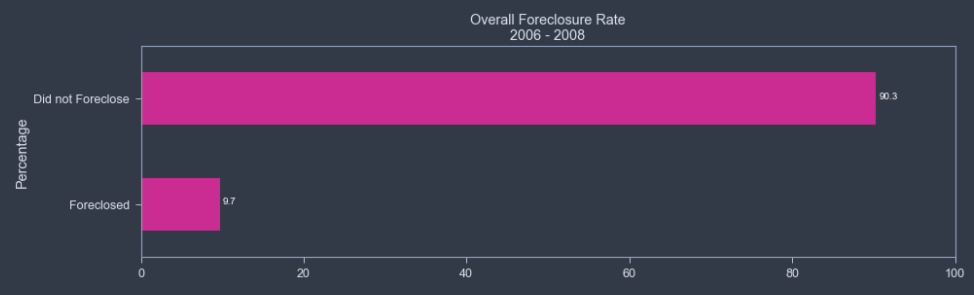 Overall Foreclosure Rate
2006 - 2008
Did not Foreclose
90.3
Percentage
Foreclosed
9.7
0 20 40 60 80 100